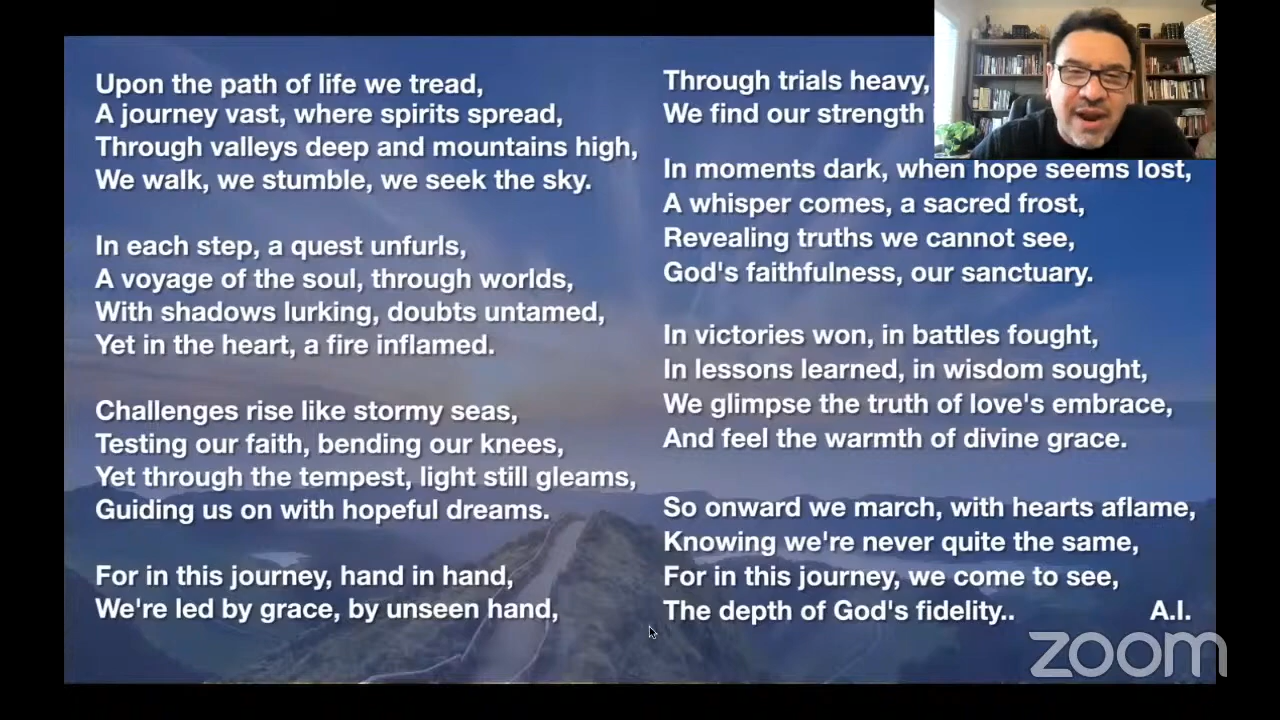 Upon the path of life we tread,
A journey vast, where spirits spread,
Through valleys deep and mountains high,
We walk, we stumble, we seek the sky.
In each step, a quest unfurls,
A voyage of the soul, through worlds,
With shadows lurking, doubts untamed,
Yet in the heart, a fire inflamed.
Challenges rise like stormy seas,
Testing our faith, bending our knees,
Yet through the tempest, light still gleams,
Guiding us on with hopeful dreams.
For in this journey, hand in hand,
We're led by grace, by unseen hand,
Through trials heavy,
We find our strength
In moments dark, when hope seems lost,
A whisper comes, a sacred frost,
Revealing truths we cannot see,
God's faithfulness, our sanctuary.
In victories won, in battles fought,
In lessons learned, in wisdom sought,
We glimpse the truth of love's embrace,
And feel the warmth of divine grace.
So onward we march, with hearts aflame,
Knowing we're never quite the same,
For in this journey, we come to see,
The depth of God's fidelity.. A.I.
zoom